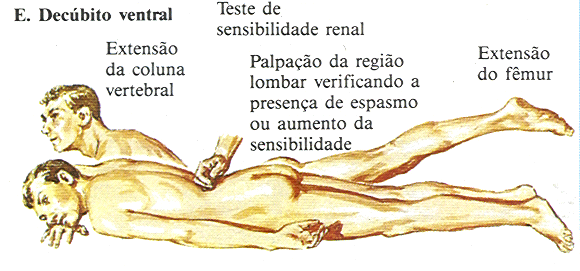 E. Decúbito ventral
Extensão
da coluna
vertebral
Teste de
sensibilidade renal
Palpação da região
lombar verificando a
presença de espasmo
ou aumento da
sensibilidade
Extensão
do fêmur